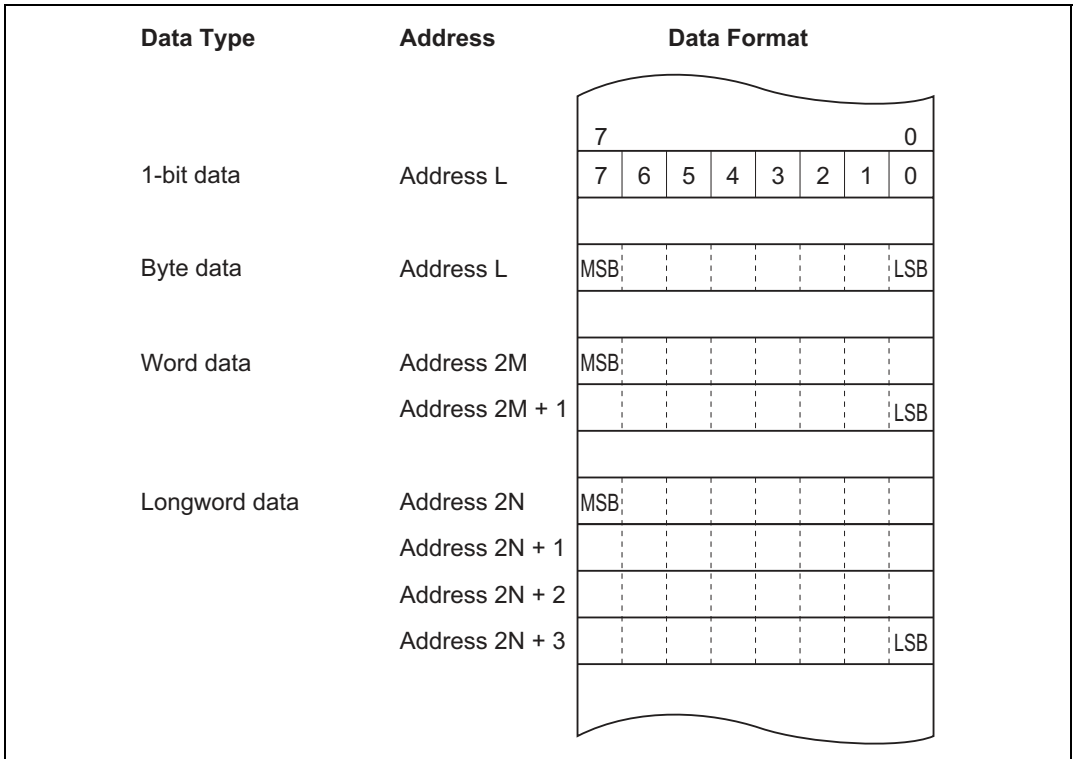 Data Type Address Data Format
7 0
1-bit data Address L 7 6 5 4 3 2 1 0
Byte data Address L MSB LSB
Word data Address 2M MSB
Address 2M + 1 LSB
Longword data Address 2N MSB
Address 2N + 1
Address 2N + 2
Address 2N + 3 LSB